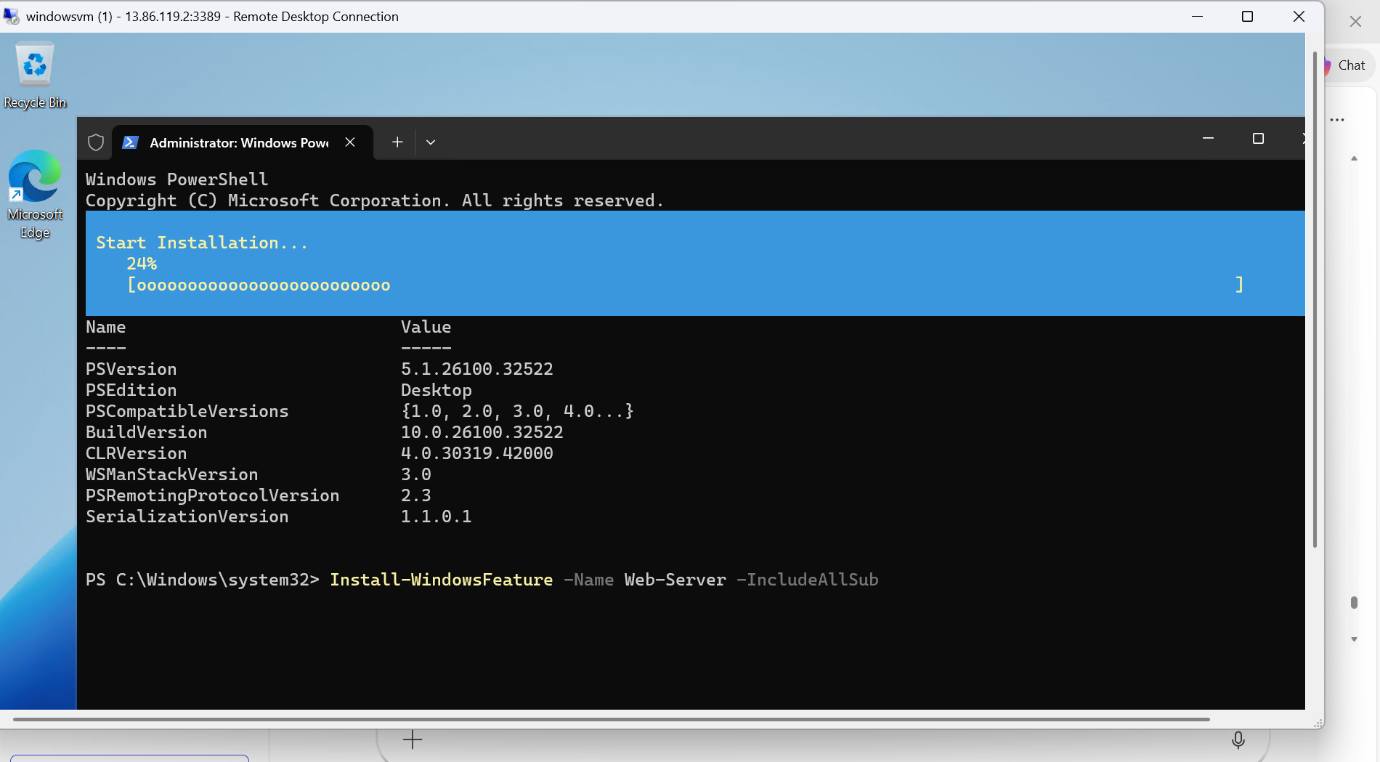 windowsvm (1) - 13.86.119.2:3389 - Remote Desktop Connection
Chat
Recycle Bin
Microsoft
Edge
Administrator: Windows Pow
Windows PowerShell
Copyright (C) Microsoft Corporation. All rights reserved.
Start Installation...
24%
[ooooooooooooooooooooooooo ]
Name Value
---- -----
PSVersion 5.1.26100.32522
PSEdition Desktop
PSCompatibleVersions {1.0, 2.0, 3.0, 4.0...}
BuildVersion 10.0.26100.32522
CLRVersion 4.0.30319.42000
WSManStackVersion 3.0
PSRemotingProtocolVersion 2.3
SerializationVersion 1.1.0.1
PS C:\Windows\system32> Install-WindowsFeature -Name Web-Server -IncludeAllSub